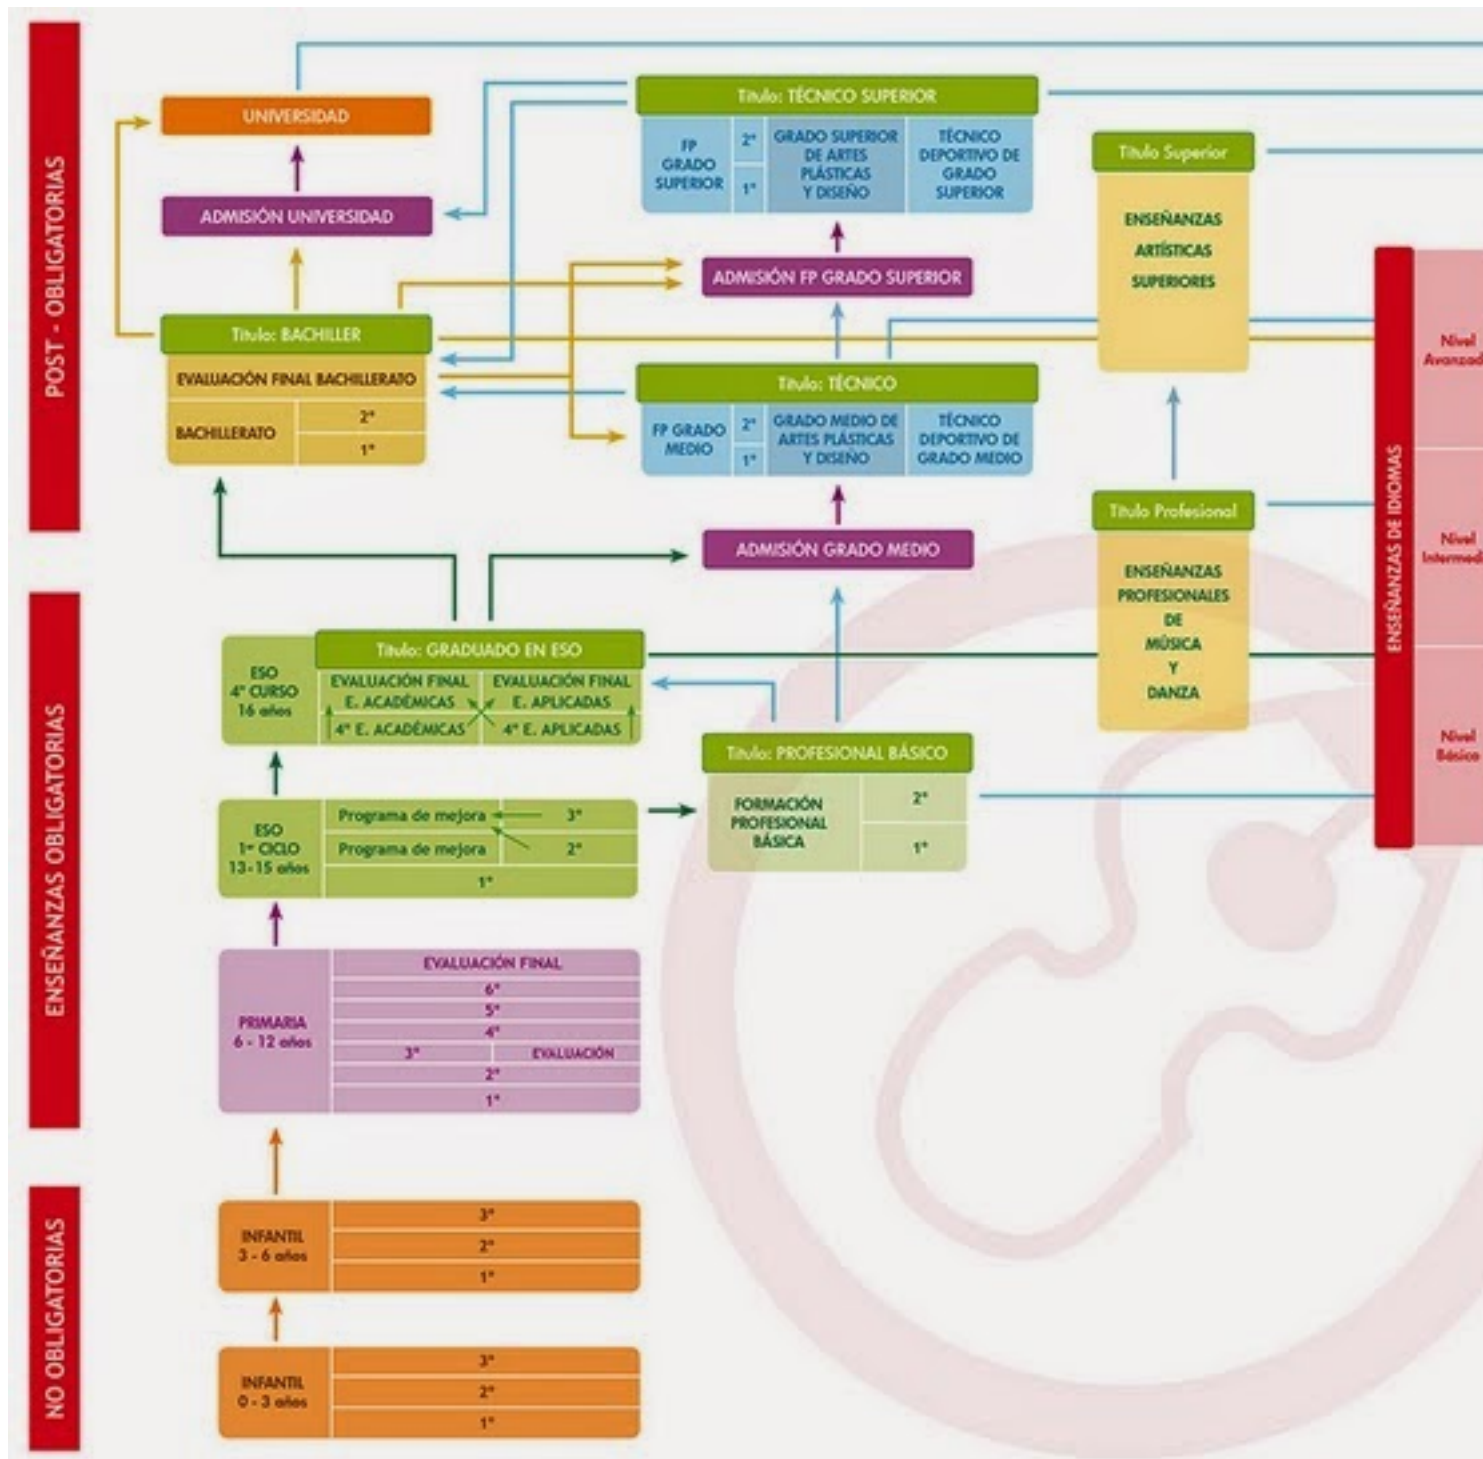 POST - OBLIGATORIAS
UNIVERSIDAD
ADMISIÓN UNIVERSIDAD
Título: BACHILLER
EVALUACIÓN FINAL BACHILLERATO
BACHILLERATO
2º
1º
Título: TÉCNICO SUPERIOR
FP
GRADO
SUPERIOR
2º
1º
GRADO SUPERIOR
DE ARTES
PLÁSTICAS
Y DISEÑO
TÉCNICO
DEPORTIVO DE
GRADO
SUPERIOR
ADMISIÓN FP GRADO SUPERIOR
Título: TÉCNICO
FP GRADO
MEDIO
2º
1º
GRADO MEDIO DE
ARTES PLÁSTICAS
Y DISEÑO
TÉCNICO
DEPORTIVO DE
GRADO MEDIO
ADMISIÓN GRADO MEDIO
Título Superior
ENSEÑANZAS
ARTÍSTICAS
SUPERIORES
Título Profesional
ENSEÑANZAS
PROFESIONALES
DE
MÚSICA
Y
DANZA
ENSEÑANZAS DE IDIOMAS
Nivel
Avanzad
Nivel
Intermedi
Nivel
Básico
ENSEÑANZAS OBLIGATORIAS
ESO
4º CURSO
16 años
Título: GRADUADO EN ESO
EVALUACIÓN FINAL
E. ACADÉMICAS
EVALUACIÓN FINAL
E. APLICADAS
4º E. ACADÉMICAS
4º E. APLICADAS
ESO
1er CICLO
13-15 años
Programa de mejora
3º
Programa de mejora
2º
1º
Título: PROFESIONAL BÁSICO
FORMACIÓN
PROFESIONAL
BÁSICA
2º
1º
PRIMARIA
6 - 12 años
EVALUACIÓN FINAL
6º
5º
4º
3º
EVALUACIÓN
2º
1º
NO OBLIGATORIAS
INFANTIL
3 - 6 años
3º
2º
1º
INFANTIL
0 - 3 años
3º
2º
1º